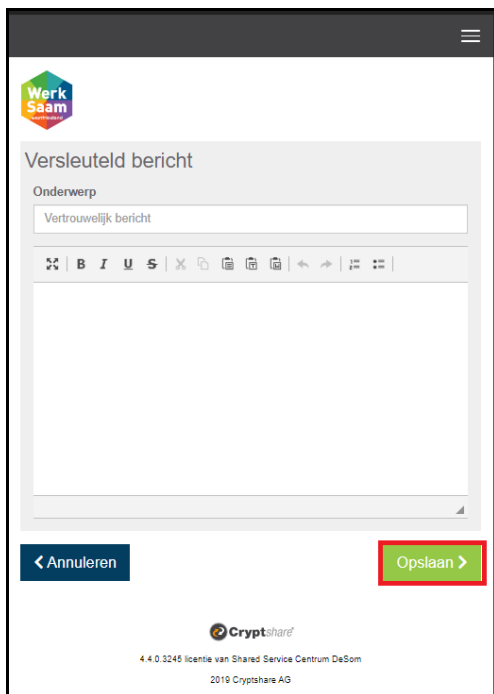 Werk
Saam
westfriesland
Versleuteld bericht
Onderwerp
Vertrouwelijk bericht
B I U S
Annuleren
Opslaan
Cryptshare
4.4.0.3245 licentie van Shared Service Centrum DeSom
2019 Cryptshare AG